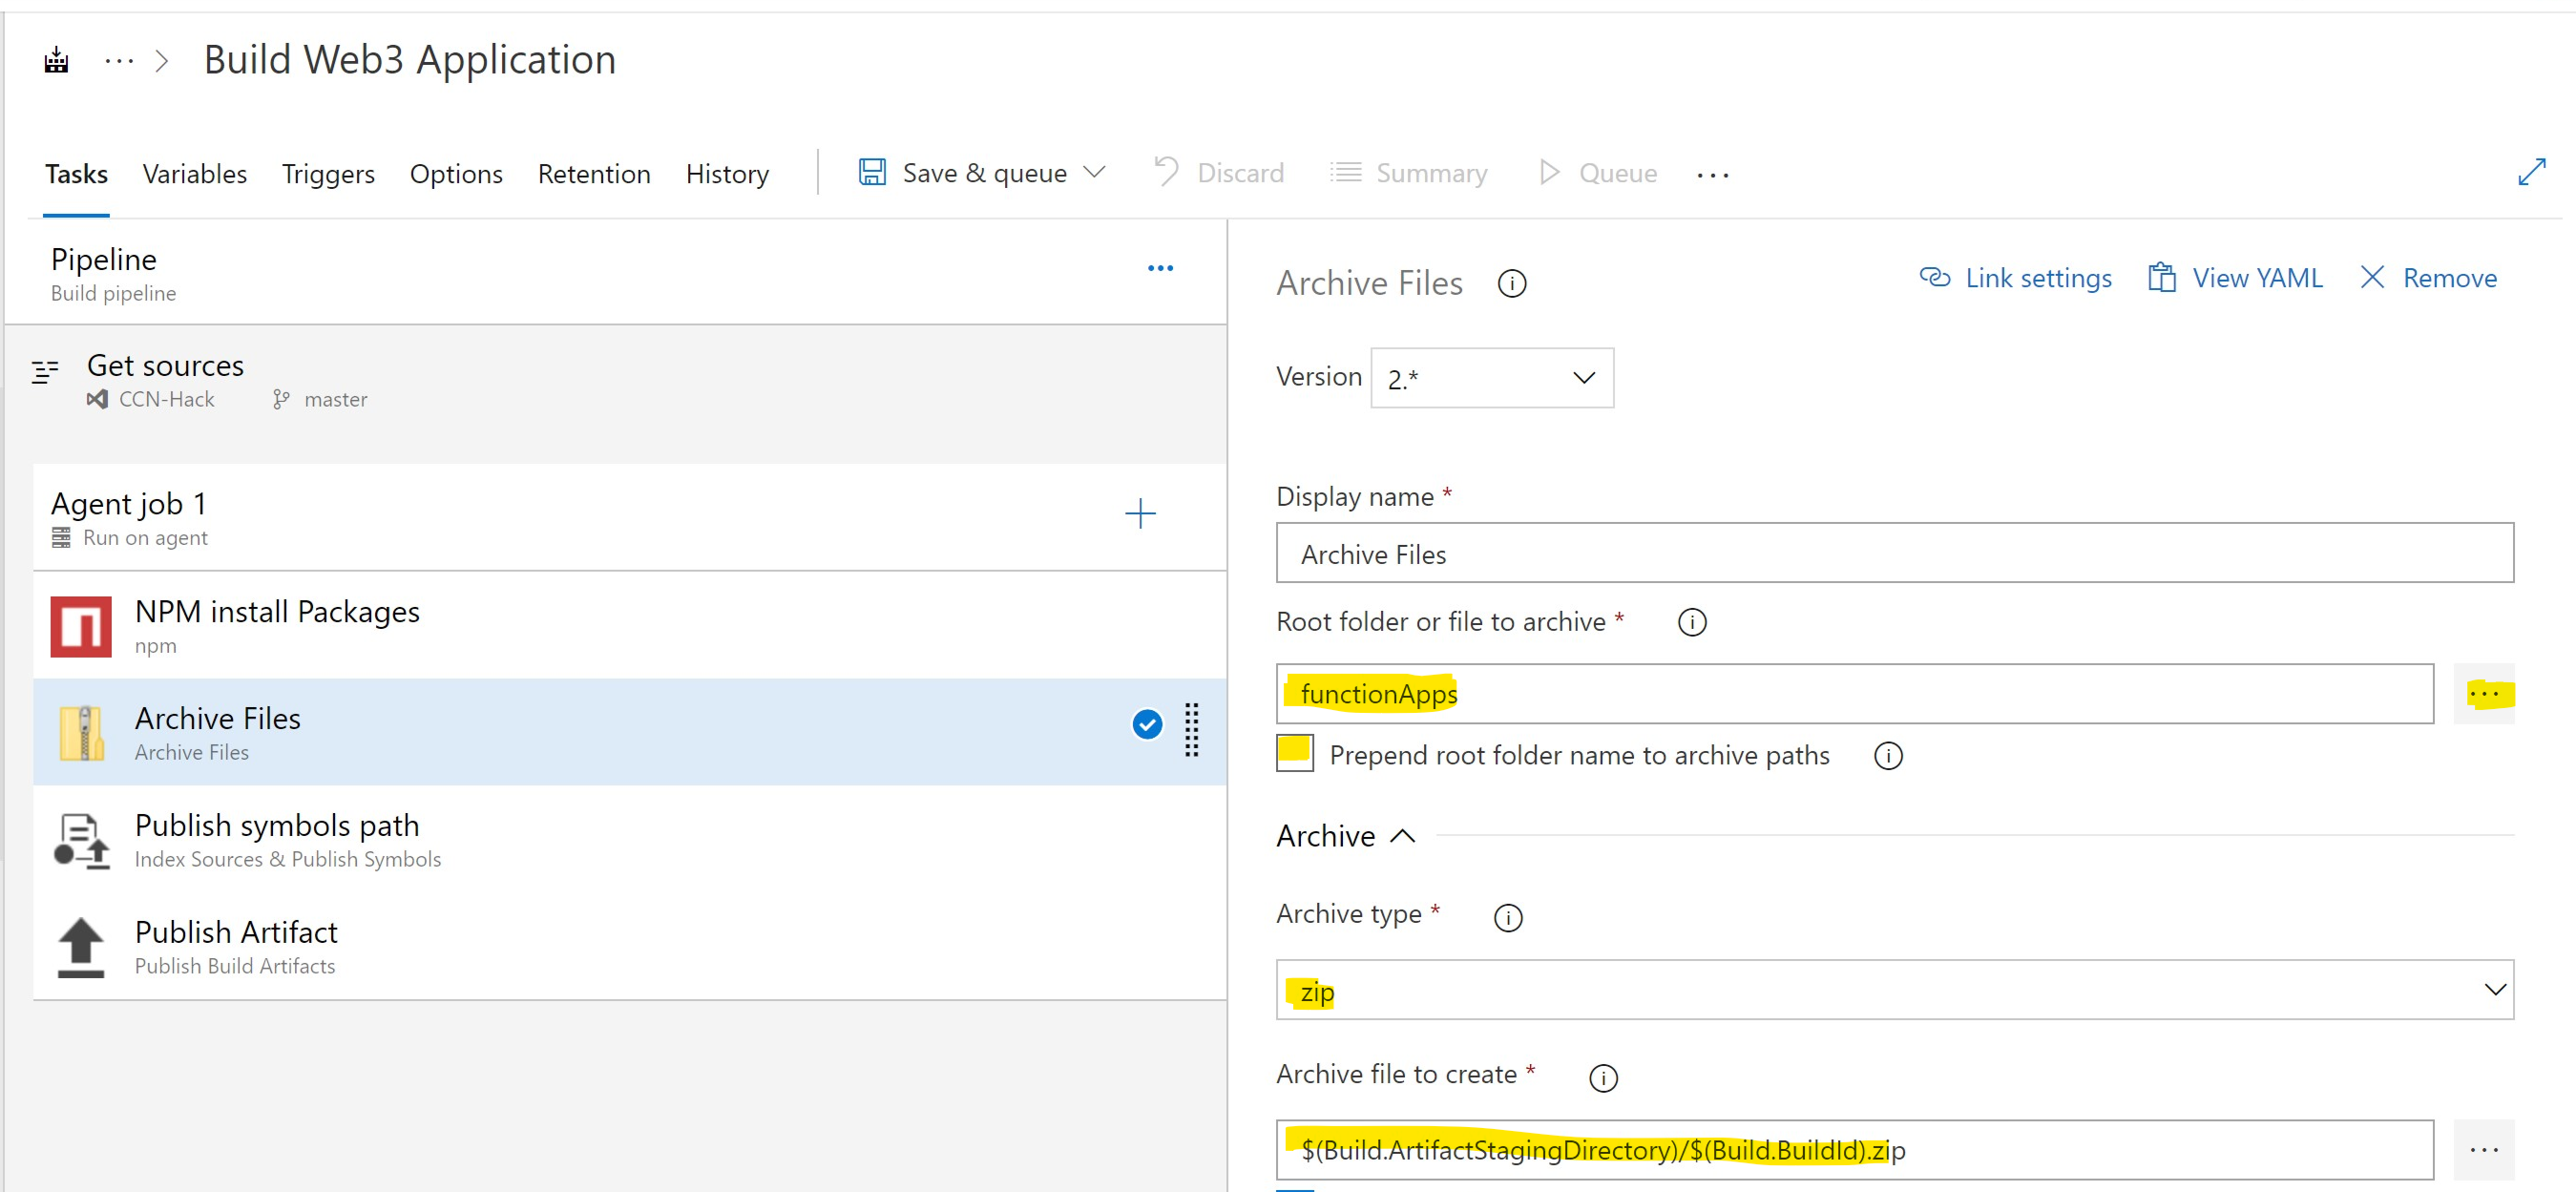 Build Web3 Application
Tasks Variables Triggers Options Retention History Save & queue Discard Summary Queue
Pipeline
Build pipeline
Get sources
CCN-Hack master
Agent job 1
Run on agent
NPM install Packages
npm
Archive Files
Archive Files
Publish symbols path
Index Sources & Publish Symbols
Publish Artifact
Publish Build Artifacts
Archive Files
Link settings View YAML Remove
Version 2.*
Display name *
Archive Files
Root folder or file to archive *
functionApps
Prepend root folder name to archive paths
Archive
Archive type *
zip
Archive file to create *
$(Build.ArtifactStagingDirectory)/$(Build.BuildId).zip